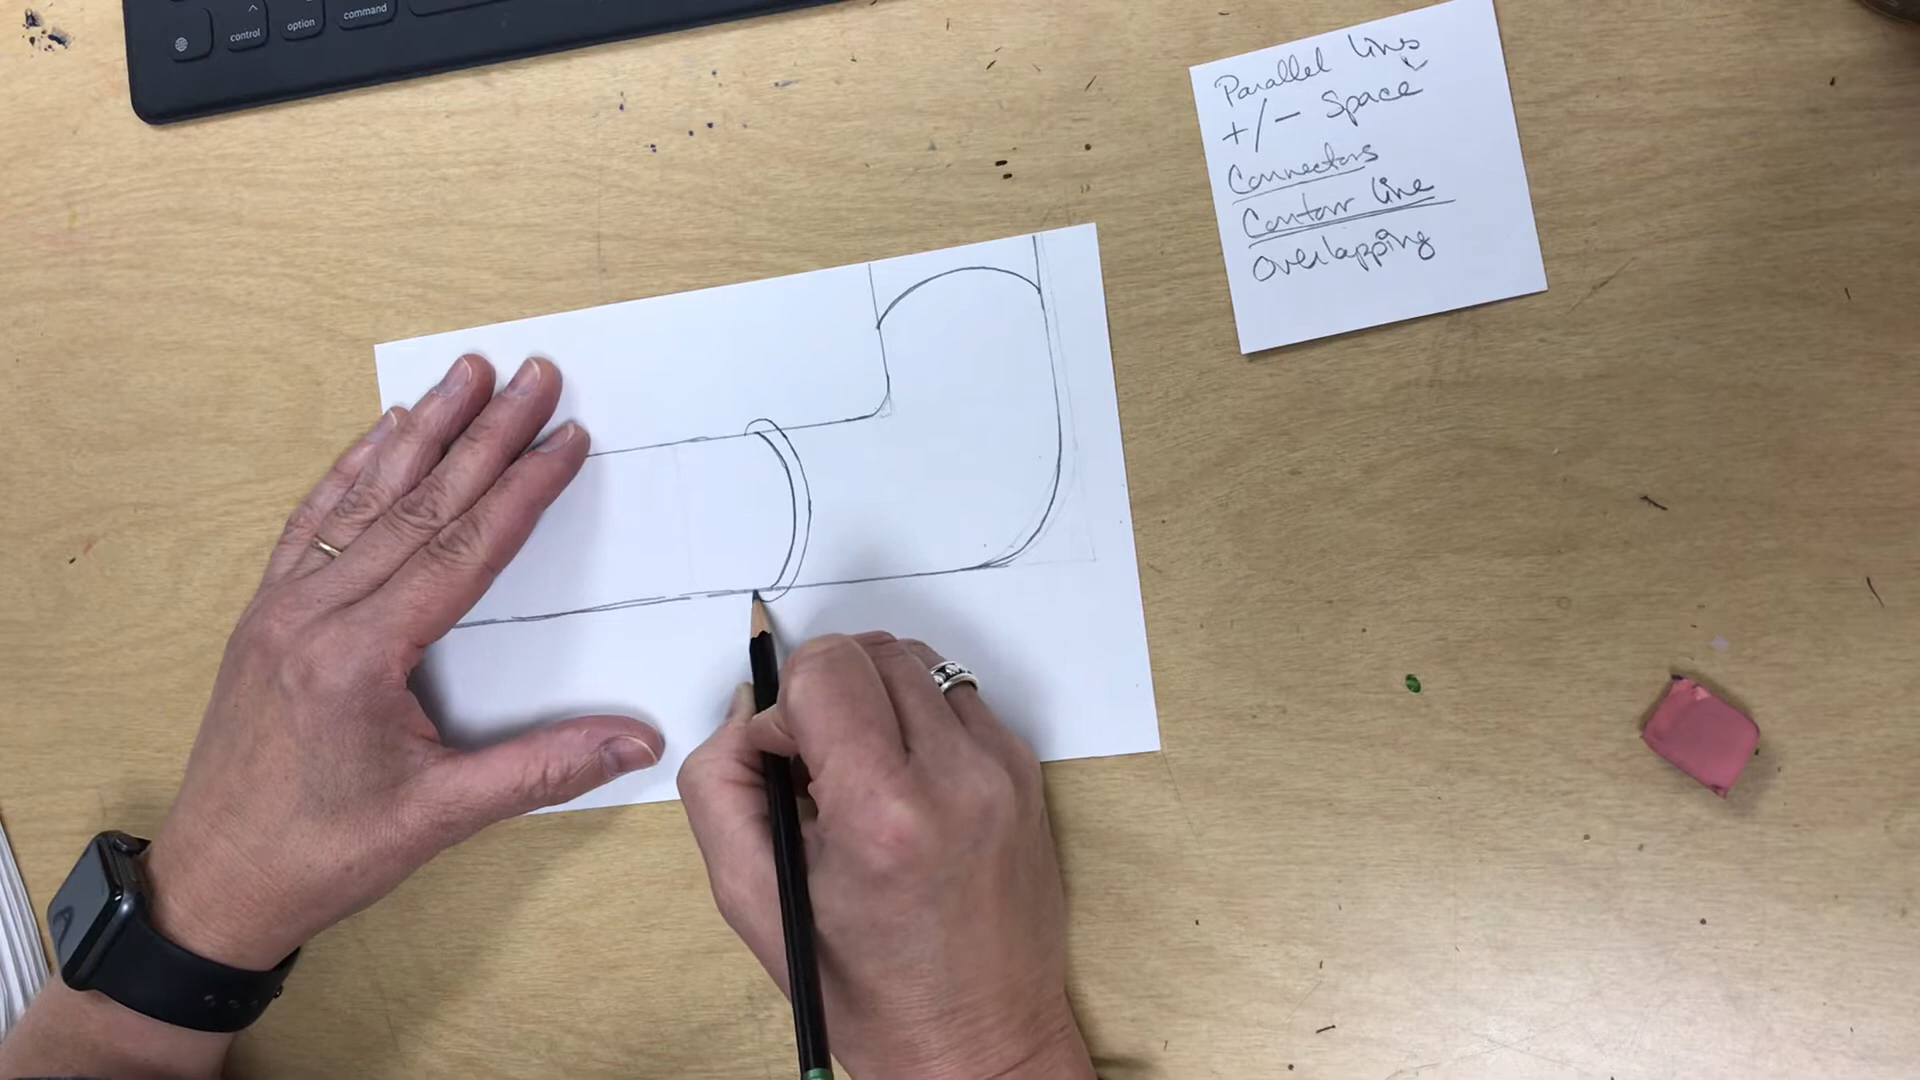 control
option
command
Parallel lines
+/- Space
Connectors
Contour line
overlapping